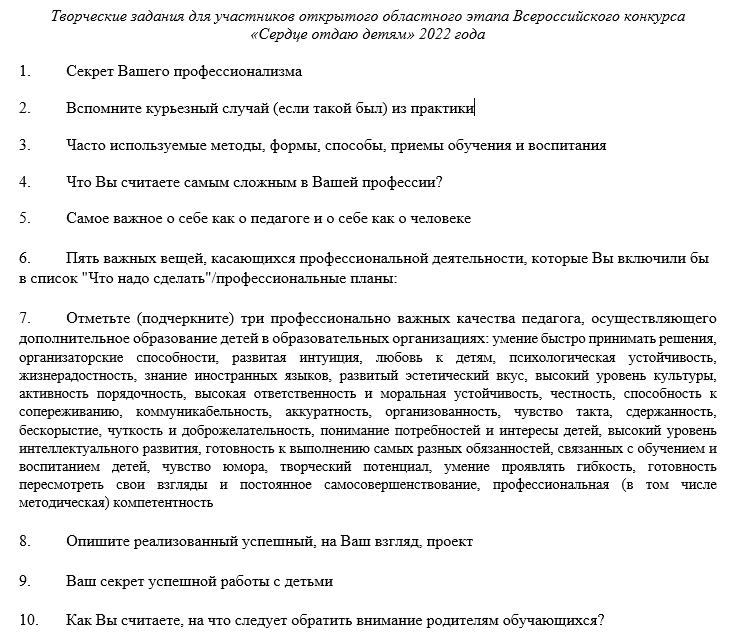 Творческие задания для участников открытого областного этапа Всероссийского конкурса
«Сердце отдаю детям» 2022 года
1. Секрет Вашего профессионализма
2. Вспомните курьезный случай (если такой был) из практики
3. Часто используемые методы, формы, способы, приемы обучения и воспитания
4. Что Вы считаете самым сложным в Вашей профессии?
5. Самое важное о себе как о педагоге и о себе как о человеке
6. Пять важных вещей, касающихся профессиональной деятельности, которые Вы включили бы
в список "Что надо сделать"/профессиональные планы:
7. Отметьте (подчеркните) три профессионально важных качества педагога, осуществляющего
дополнительное образование детей в образовательных организациях: умение быстро принимать решения,
организаторские способности, развитая интуиция, любовь к детям, психологическая устойчивость,
жизнерадостность, знание иностранных языков, развитый эстетический вкус, высокий уровень культуры,
активность порядочность, высокая ответственность и моральная устойчивость, честность, способность к
сопереживанию, коммуникабельность, аккуратность, организованность, чувство такта, сдержанность,
бескорыстие, чуткость и доброжелательность, понимание потребностей и интересы детей, высокий уровень
интеллектуального развития, готовность к выполнению самых разных обязанностей, связанных с обучением и
воспитанием детей, чувство юмора, творческий потенциал, умение проявлять гибкость, готовность
пересмотреть свои взгляды и постоянное самосовершенствование, профессиональная (в том числе
методическая) компетентность
8. Опишите реализованный успешный, на Ваш взгляд, проект
9. Ваш секрет успешной работы с детьми
10. Как Вы считаете, на что следует обратить внимание родителям обучающихся?